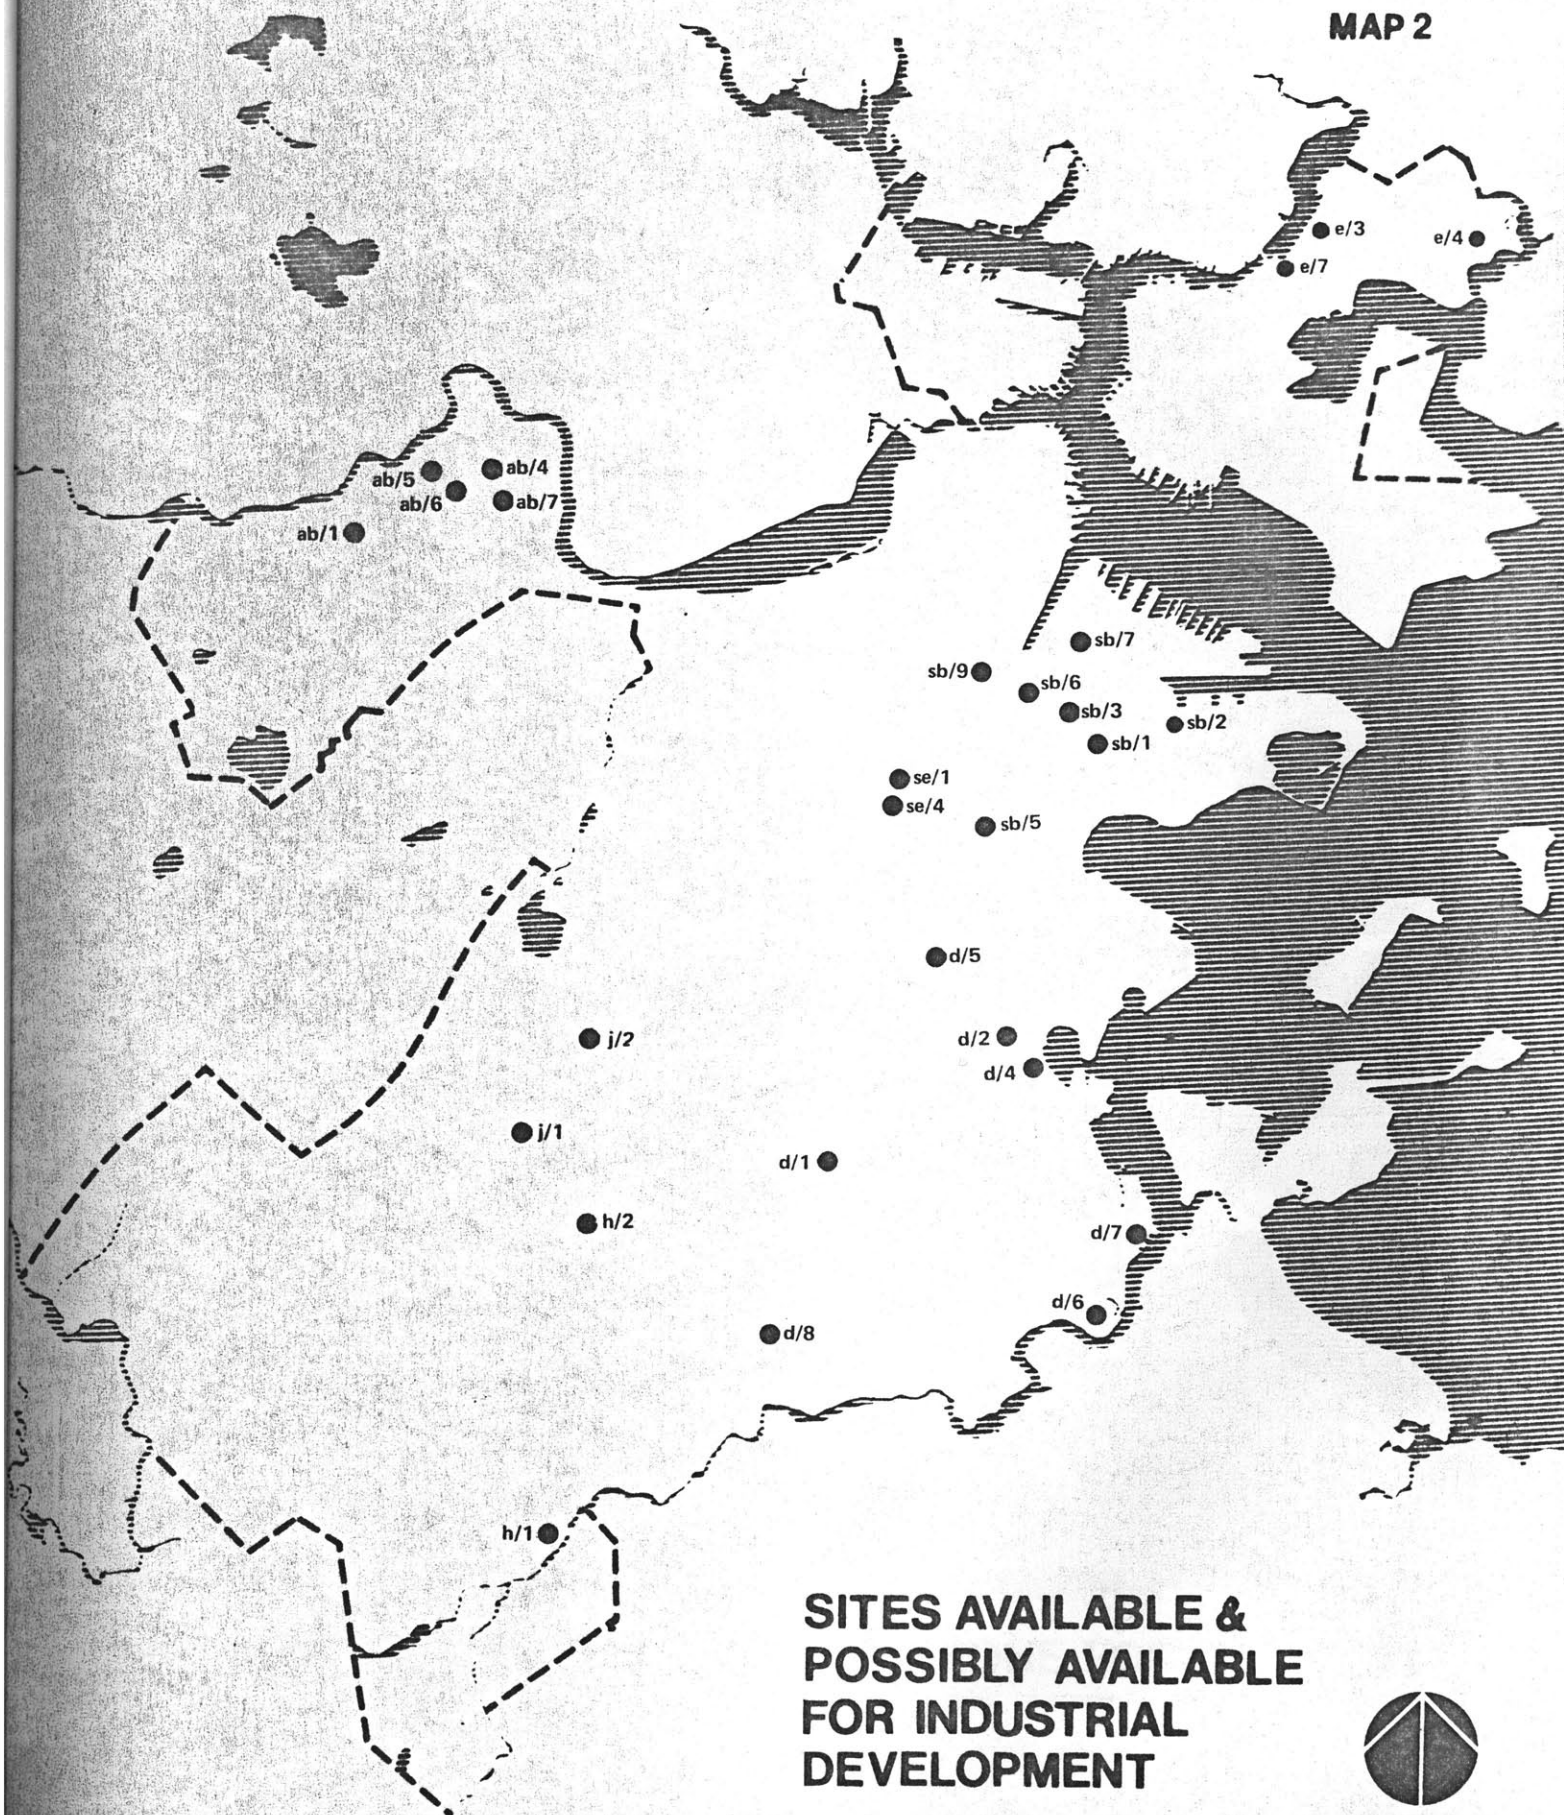 MAP 2
e/3
e/4
e/7
ab/4
ab/5
ab/6
ab/7
ab/1
sb/7
sb/9
sb/6
sb/3
sb/2
sb/1
se/1
se/4
sb/5
d/5
j/2
d/2
d/4
j/1
d/1
h/2
d/7
d/6
d/8
h/1
SITES AVAILABLE &
POSSIBLY AVAILABLE
FOR INDUSTRIAL
DEVELOPMENT